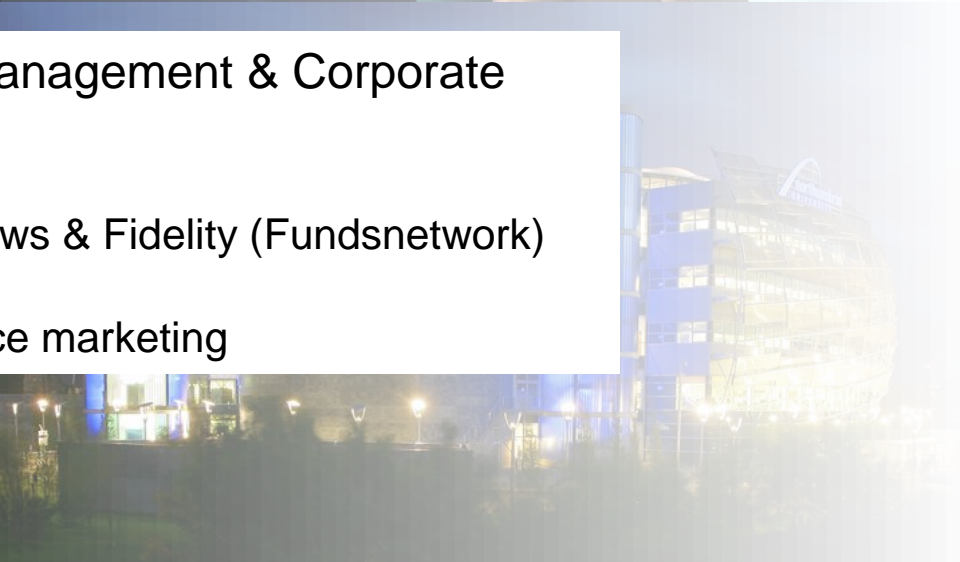 anagement & Corporate
ws & Fidelity (Fundsnetwork)
ce marketing